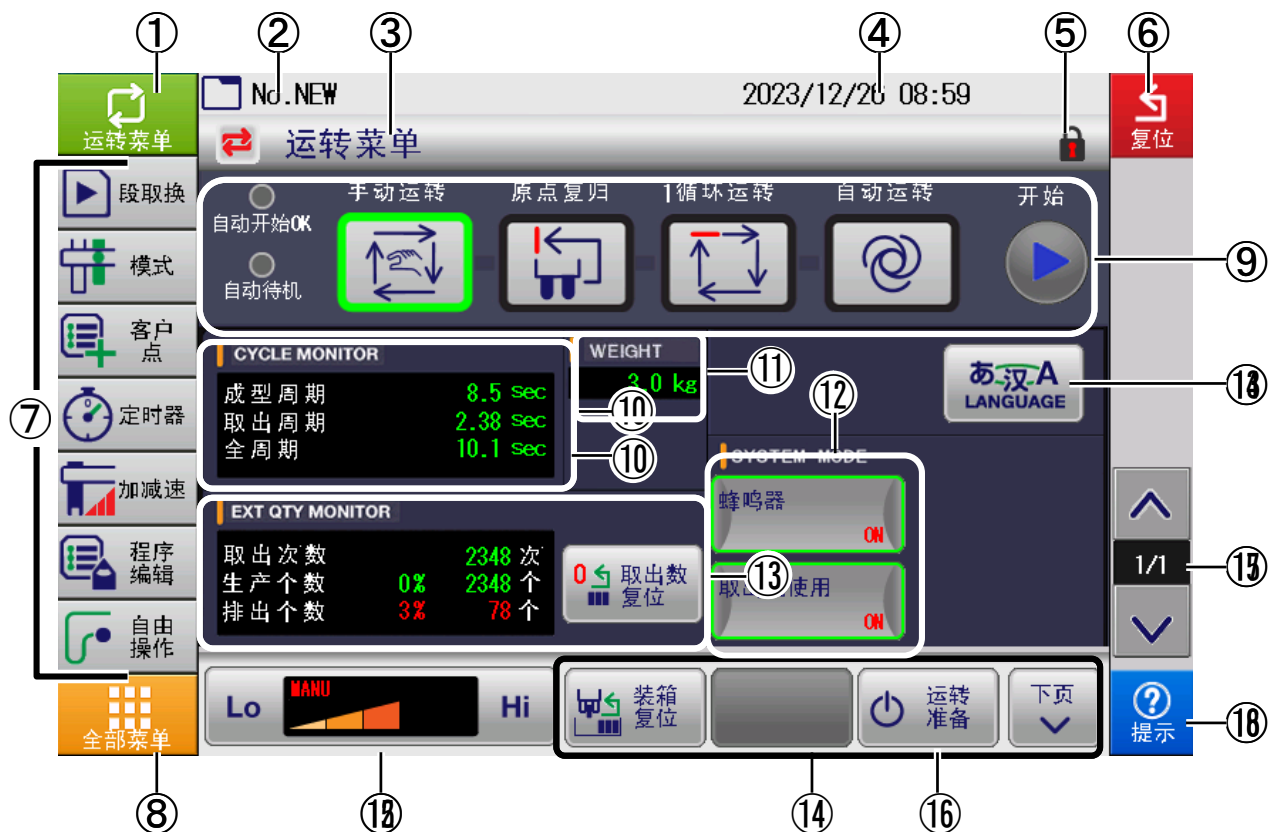 ① ② ③ ④ ⑤ ⑥
运转菜单
No.NEW
2023/12/26 08:59
复位
运转菜单
段取换
模式
客户
点
定时器
加减速
程序
编辑
自由
操作
全部菜单
⑦
⑧
自动开始OK
自动待机
手动运转
原点复归
1循环运转
自动运转
开始
⑨
CYCLE MONITOR
成型周期 8.5 sec
取出周期 2.38 sec
全周期 10.1 sec
⑩
⑩
WEIGHT
3.0 kg
⑪
⑫
あ汉A
LANGUAGE
SYSTEM MODE
蜂鸣器
ON
使用
ON
EXT QTY MONITOR
取出次数 2348 次
生产个数 0% 2348 个
排出个数 3% 78 个
0 取出数
复位
⑬
1/1
Lo
MANU
Hi
装箱
复位
运转
准备
下页
提示
⑭
⑯